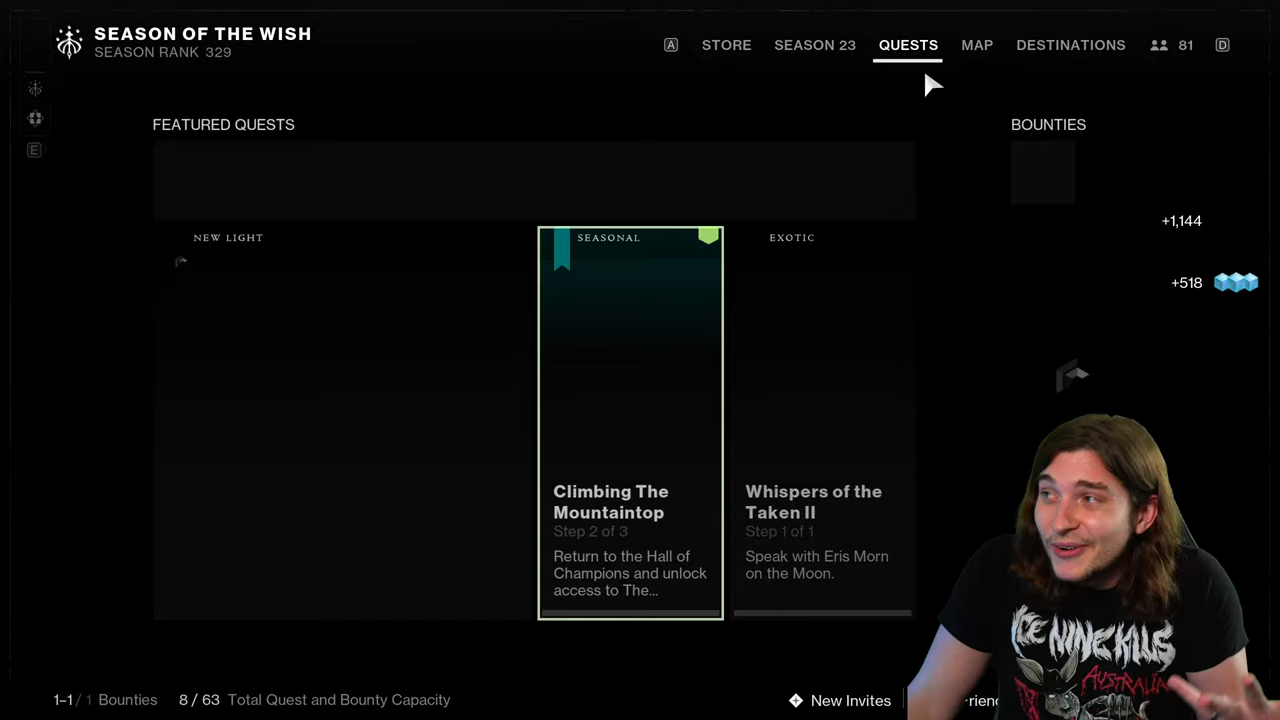 SEASON OF THE WISH
SEASON RANK 329
A STORE SEASON 23 QUESTS MAP DESTINATIONS 81 D
E
FEATURED QUESTS
BOUNTIES
+1,144
+518
NEW LIGHT
SEASONAL
EXOTIC
Climbing The
Mountaintop
Step 2 of 3
Return to the Hall of
Champions and unlock
access to The...
Whispers of the
Taken II
Step 1 of 1
Speak with Eris Morn
on the Moon.
ICE NINE KILLS
AUSTRALIA
1–1 / 1 Bounties 8 / 63 Total Quest and Bounty Capacity
New Invites